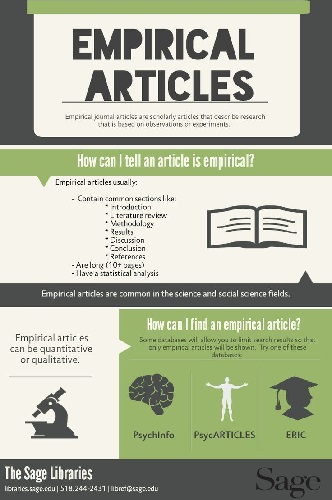 EMPIRICAL
ARTICLES
Empirical journal articles are scholarly articles that describe research
that is based on observations or experiments.
How can I tell an article is empirical?
Empirical articles usually:
- Contain common sections like:
* Introduction
* Literature review
* Methodology
* Results
* Discussion
* Conclusion
* References
- Are long (10+ pages)
- Have a statistical analysis
Empirical articles are common in the science and social science fields.
Empirical articles
can be quantitative
or qualitative.
How can I find an empirical article?
Some databases will allow you to limit search results so that
only empirical articles will be shown. Try one of these
databases:
PsychInfo
PsycARTICLES
ERIC
The Sage Libraries
libraries.sage.edu | 518-244-2431 | libref@sage.edu
Sage